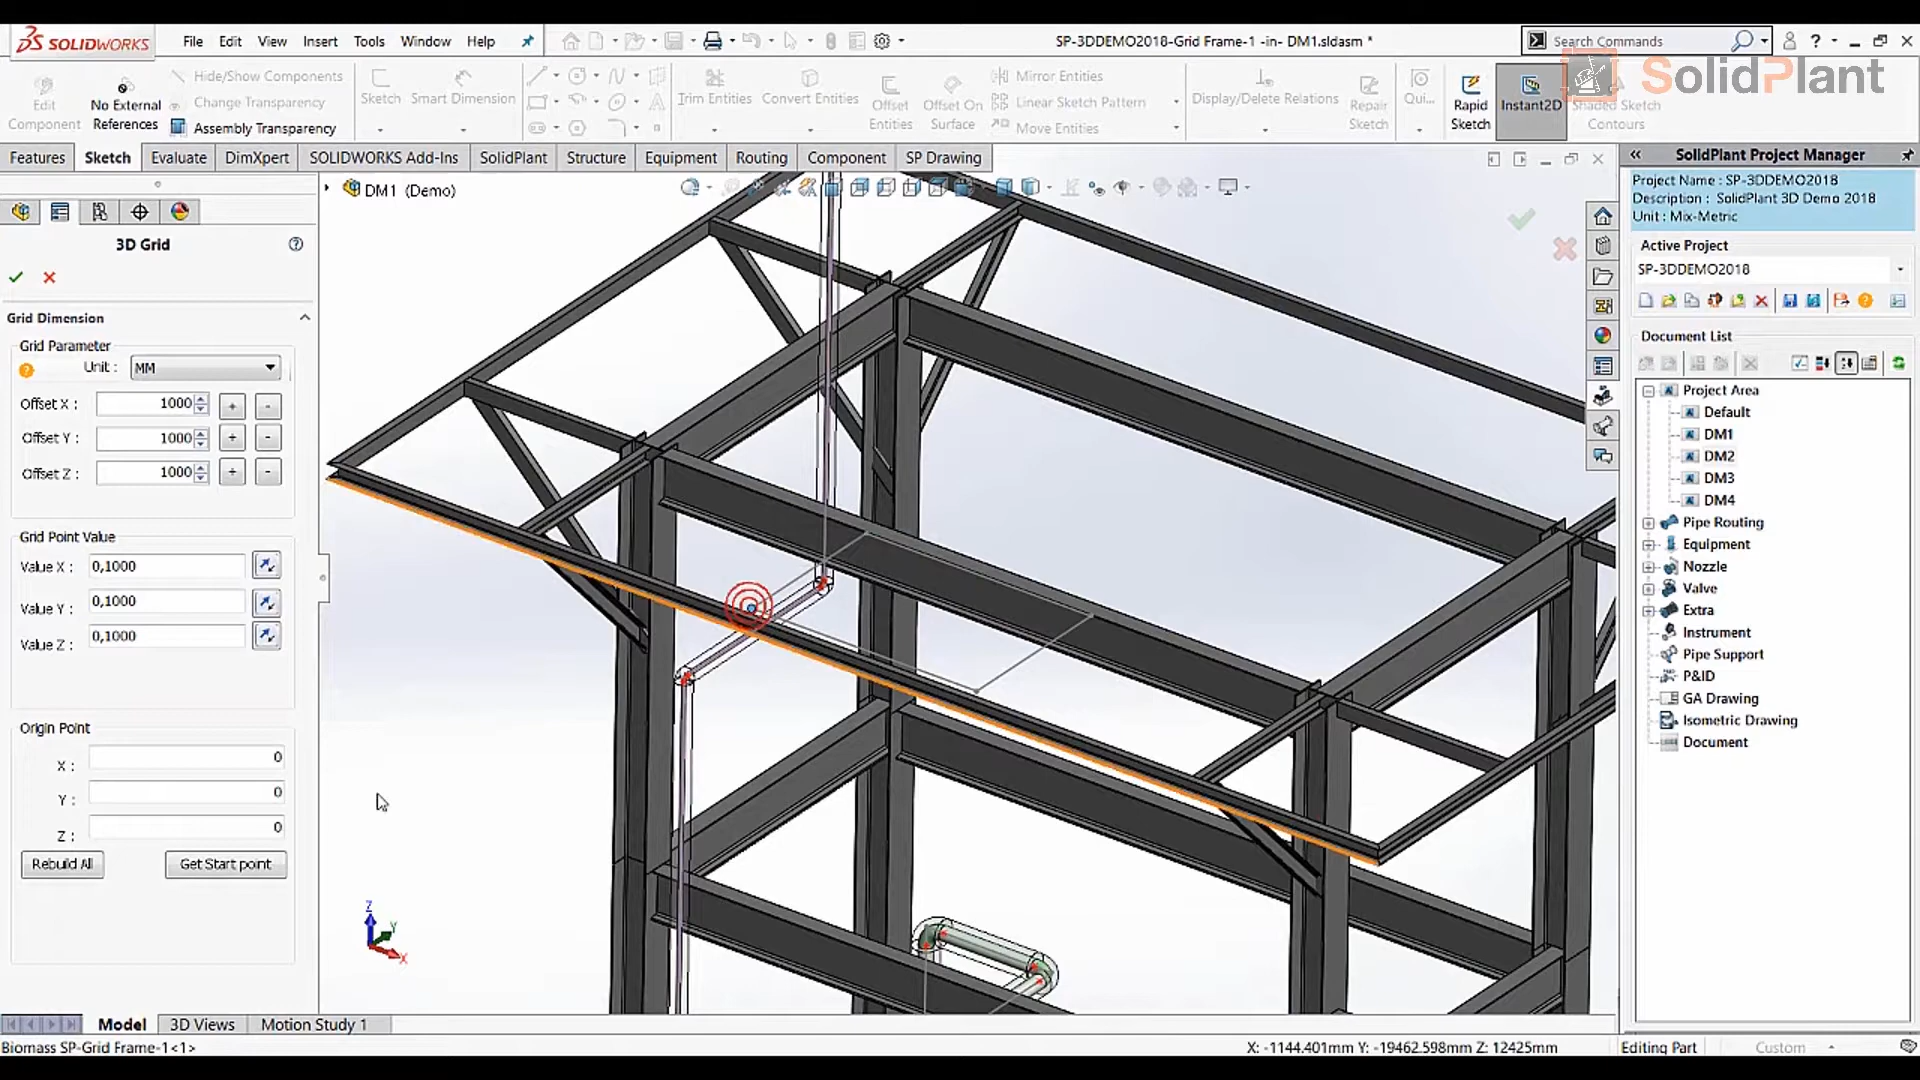 SOLIDWORKS
File Edit View Insert Tools Window Help
SP-3DDEMO2018-Grid Frame-1 -in- DM1.sldasm *
Search Commands
Edit Component
No External References
Hide/Show Components
Change Transparency
Assembly Transparency
Sketch
Smart Dimension
Trim Entities
Convert Entities
Offset Entities
Offset On Surface
Mirror Entities
Linear Sketch Pattern
Move Entities
Display/Delete Relations
Repair Sketch
Qui...
Rapid Sketch
Instant2D
Shaded Sketch Contours
SolidPlant
Features Sketch Evaluate DimXpert SOLIDWORKS Add-Ins SolidPlant Structure Equipment Routing Component SP Drawing
DM1 (Demo)
3D Grid
Grid Dimension
Grid Parameter
Unit : MM
Offset X : 1000 + -
Offset Y : 1000 + -
Offset Z : 1000 + -
Grid Point Value
Value X : 0,1000
Value Y : 0,1000
Value Z : 0,1000
Origin Point
X : 0
Y : 0
Z : 0
Rebuild All Get Start point
Z
Y
X
SolidPlant Project Manager
Project Name : SP-3DDEMO2018
Description : SolidPlant 3D Demo 2018
Unit : Mix-Metric
Active Project
SP-3DDEMO2018
Document List
Project Area
Default
DM1
DM2
DM3
DM4
Pipe Routing
Equipment
Nozzle
Valve
Extra
Instrument
Pipe Support
P&ID
GA Drawing
Isometric Drawing
Document
Model 3D Views Motion Study 1
Biomass SP-Grid Frame-1<1>
X: -1144.401mm Y: -19462.598mm Z: 12425mm
Editing Part
Custom